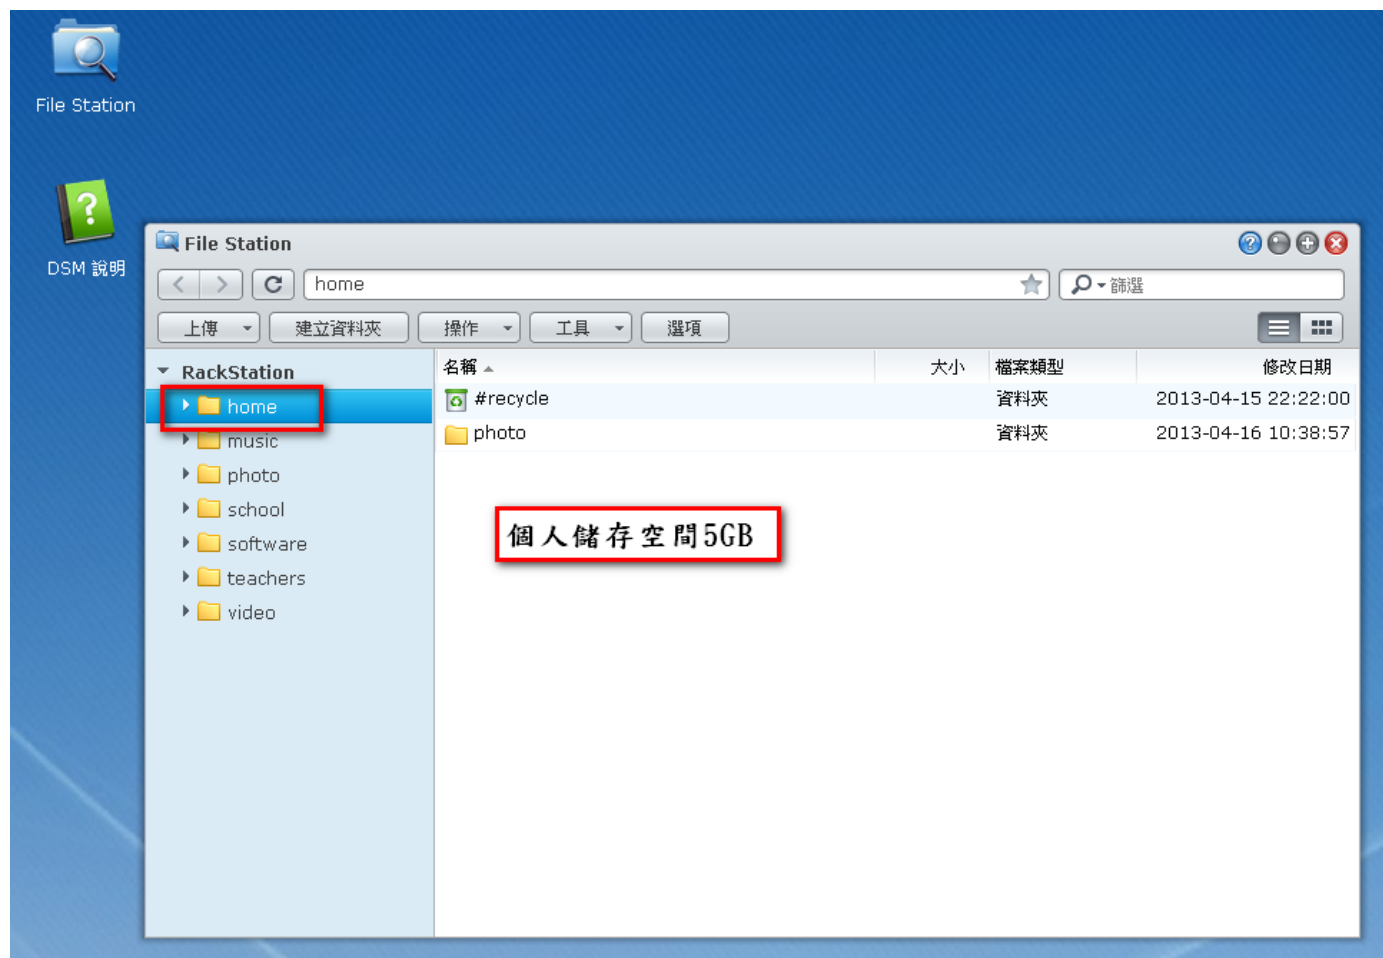 File Station
DSM 說明
File Station
home
篩選
上傳 建立資料夾 操作 工具 選項
RackStation
home
music
photo
school
software
teachers
video
名稱 大小 檔案類型 修改日期
#recycle 資料夾 2013-04-15 22:22:00
photo 資料夾 2013-04-16 10:38:57
個人儲存空間5GB